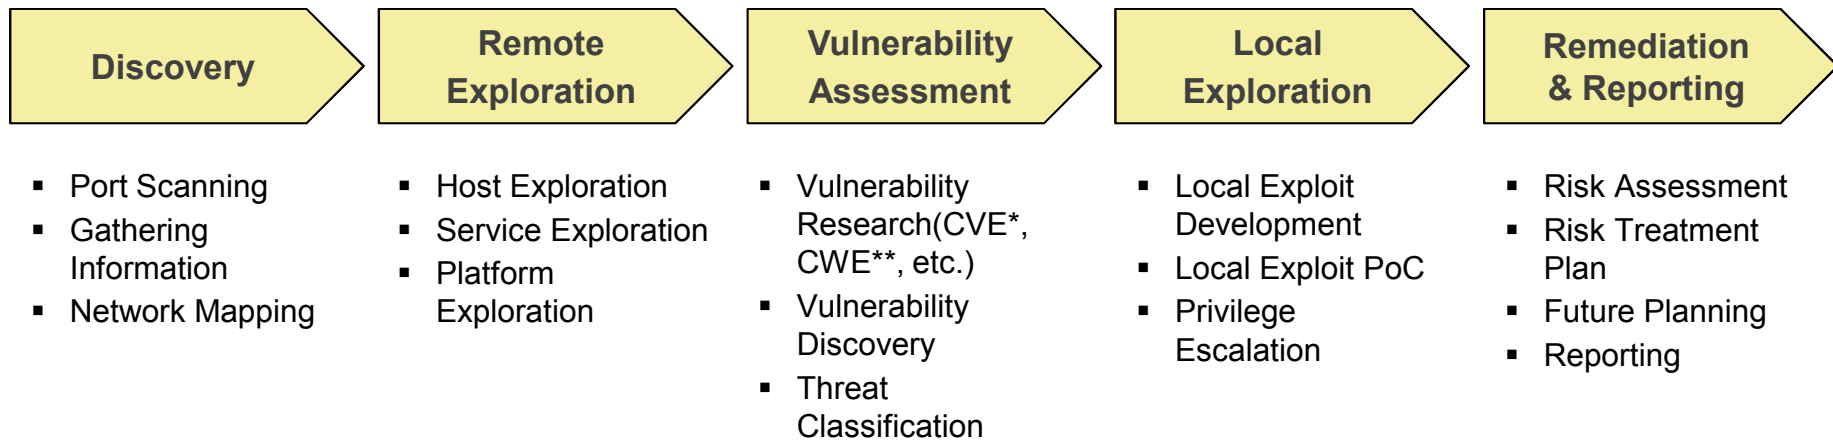 Discovery
▪ Port Scanning
▪ Gathering
Information
▪ Network Mapping
Remote
Exploration
▪ Host Exploration
▪ Service Exploration
▪ Platform
Exploration
Vulnerability
Assessment
▪ Vulnerability
Research(CVE*,
CWE**, etc.)
▪ Vulnerability
Discovery
▪ Threat
Classification
Local
Exploration
▪ Local Exploit
Development
▪ Local Exploit PoC
▪ Privilege
Escalation
Remediation
& Reporting
▪ Risk Assessment
▪ Risk Treatment
Plan
▪ Future Planning
▪ Reporting